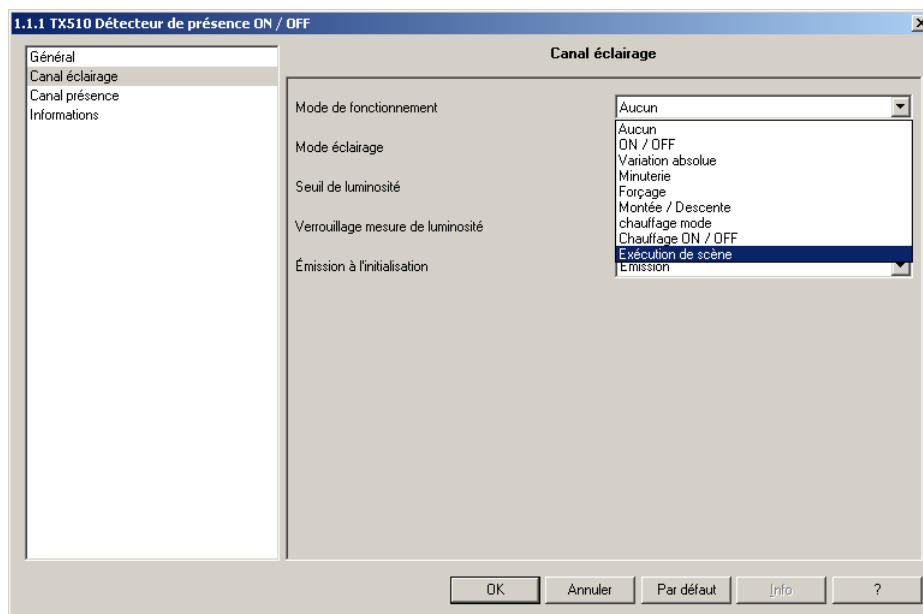 1.1.1 TX510 Détecteur de présence ON / OFF
Général
Canal éclairage
Canal présence
Informations
Canal éclairage
Mode de fonctionnement
Aucun
Aucun
ON / OFF
Variation absolue
Minuterie
Forçage
Montée / Descente
chauffage mode
Chauffage ON / OFF
Exécution de scène
Mode éclairage
Seuil de luminosité
Verrouillage mesure de luminosité
Émission à l'initialisation
Emission
OK
Annuler
Par défaut
Info
?